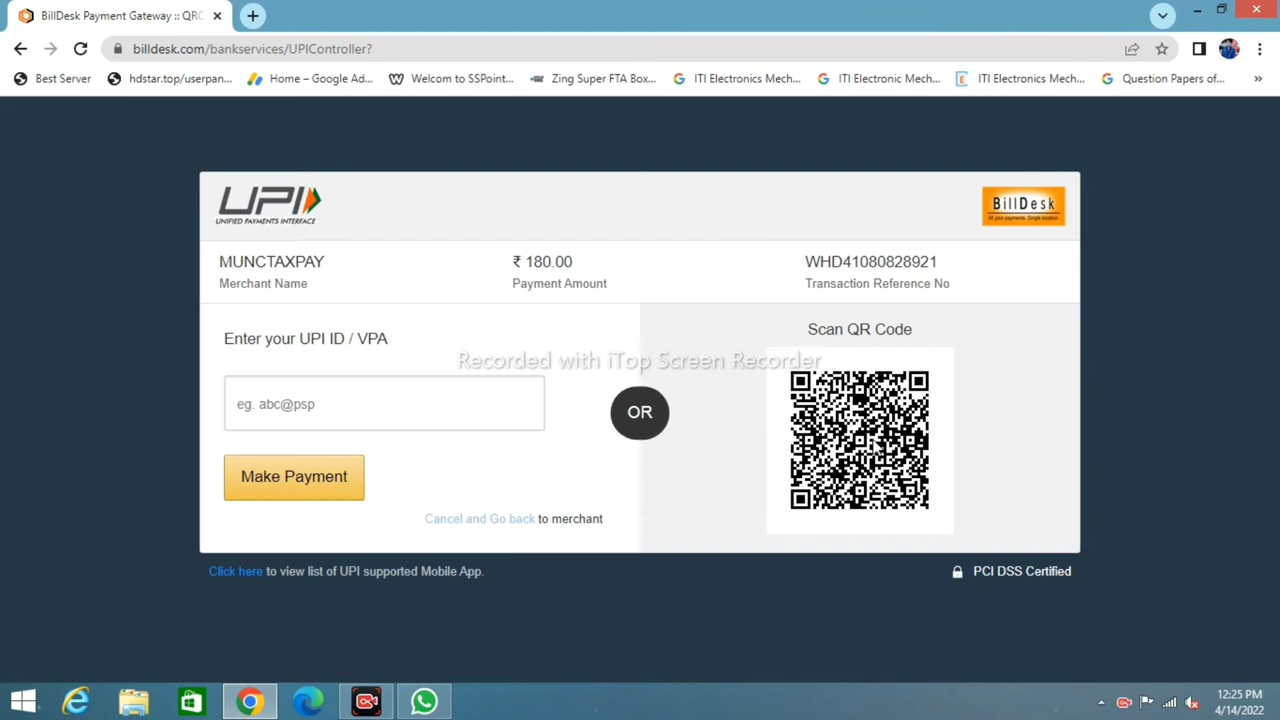 BillDesk Payment Gateway :: QRC
billdesk.com/bankservices/UPIController?
Best Server
hdstar.top/userpan...
Home – Google Ad...
Welcom to SSPoint...
Zing Super FTA Box...
ITI Electronics Mech...
ITI Electronic Mech...
ITI Electronics Mech...
Question Papers of...
UPI
UNIFIED PAYMENTS INTERFACE
BillDesk
All your payments. Single location.
MUNCTAXPAY
₹ 180.00
WHD41080828921
Merchant Name
Payment Amount
Transaction Reference No
Enter your UPI ID / VPA
Scan QR Code
Recorded with iTop Screen Recorder
eg. abc@psp
OR
Make Payment
Cancel and Go back to merchant
Click here to view list of UPI supported Mobile App.
PCI DSS Certified
12:25 PM
4/14/2022